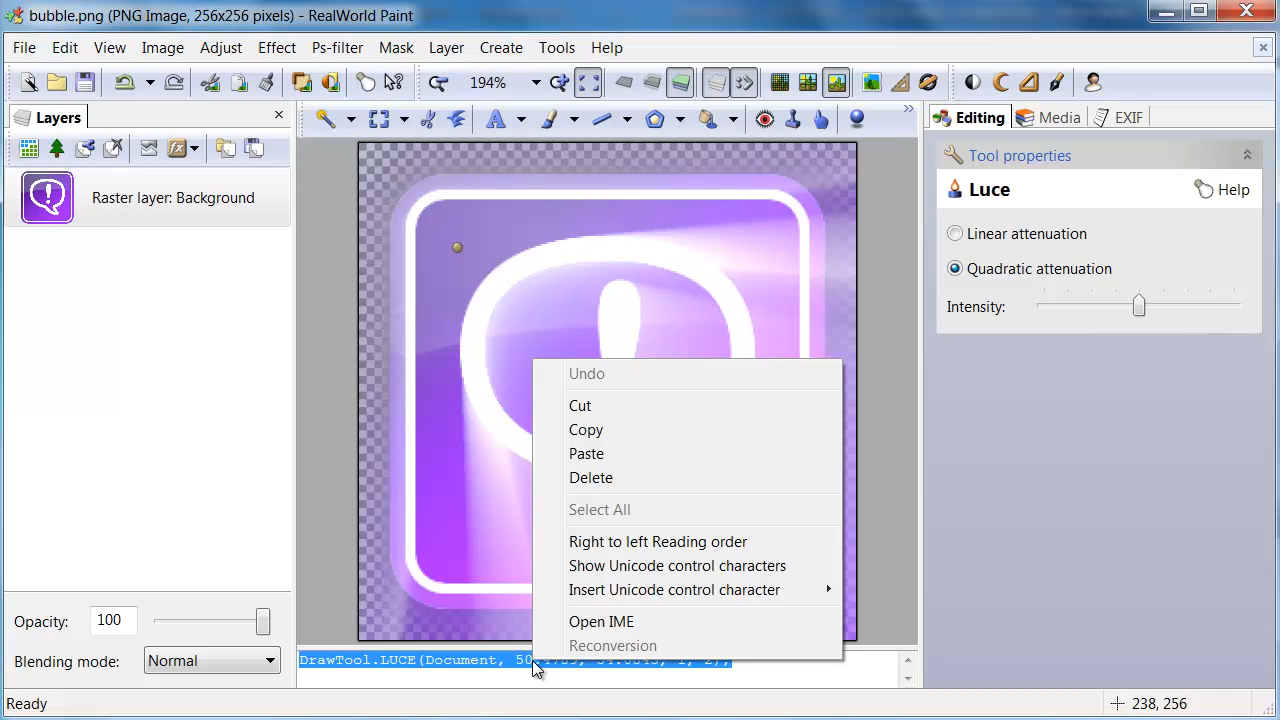 bubble.png (PNG Image, 256x256 pixels) - RealWorld Paint
File Edit View Image Adjust Effect Ps-filter Mask Layer Create Tools Help
194%
Layers
Raster layer: Background
Opacity: 100
Blending mode: Normal
Editing Media EXIF
Tool properties
Luce Help
Linear attenuation
Quadratic attenuation
Intensity:
Undo
Cut
Copy
Paste
Delete
Select All
Right to left Reading order
Show Unicode control characters
Insert Unicode control character
Open IME
Reconversion
DrawTool.LUCE(Document,
Ready
238, 256